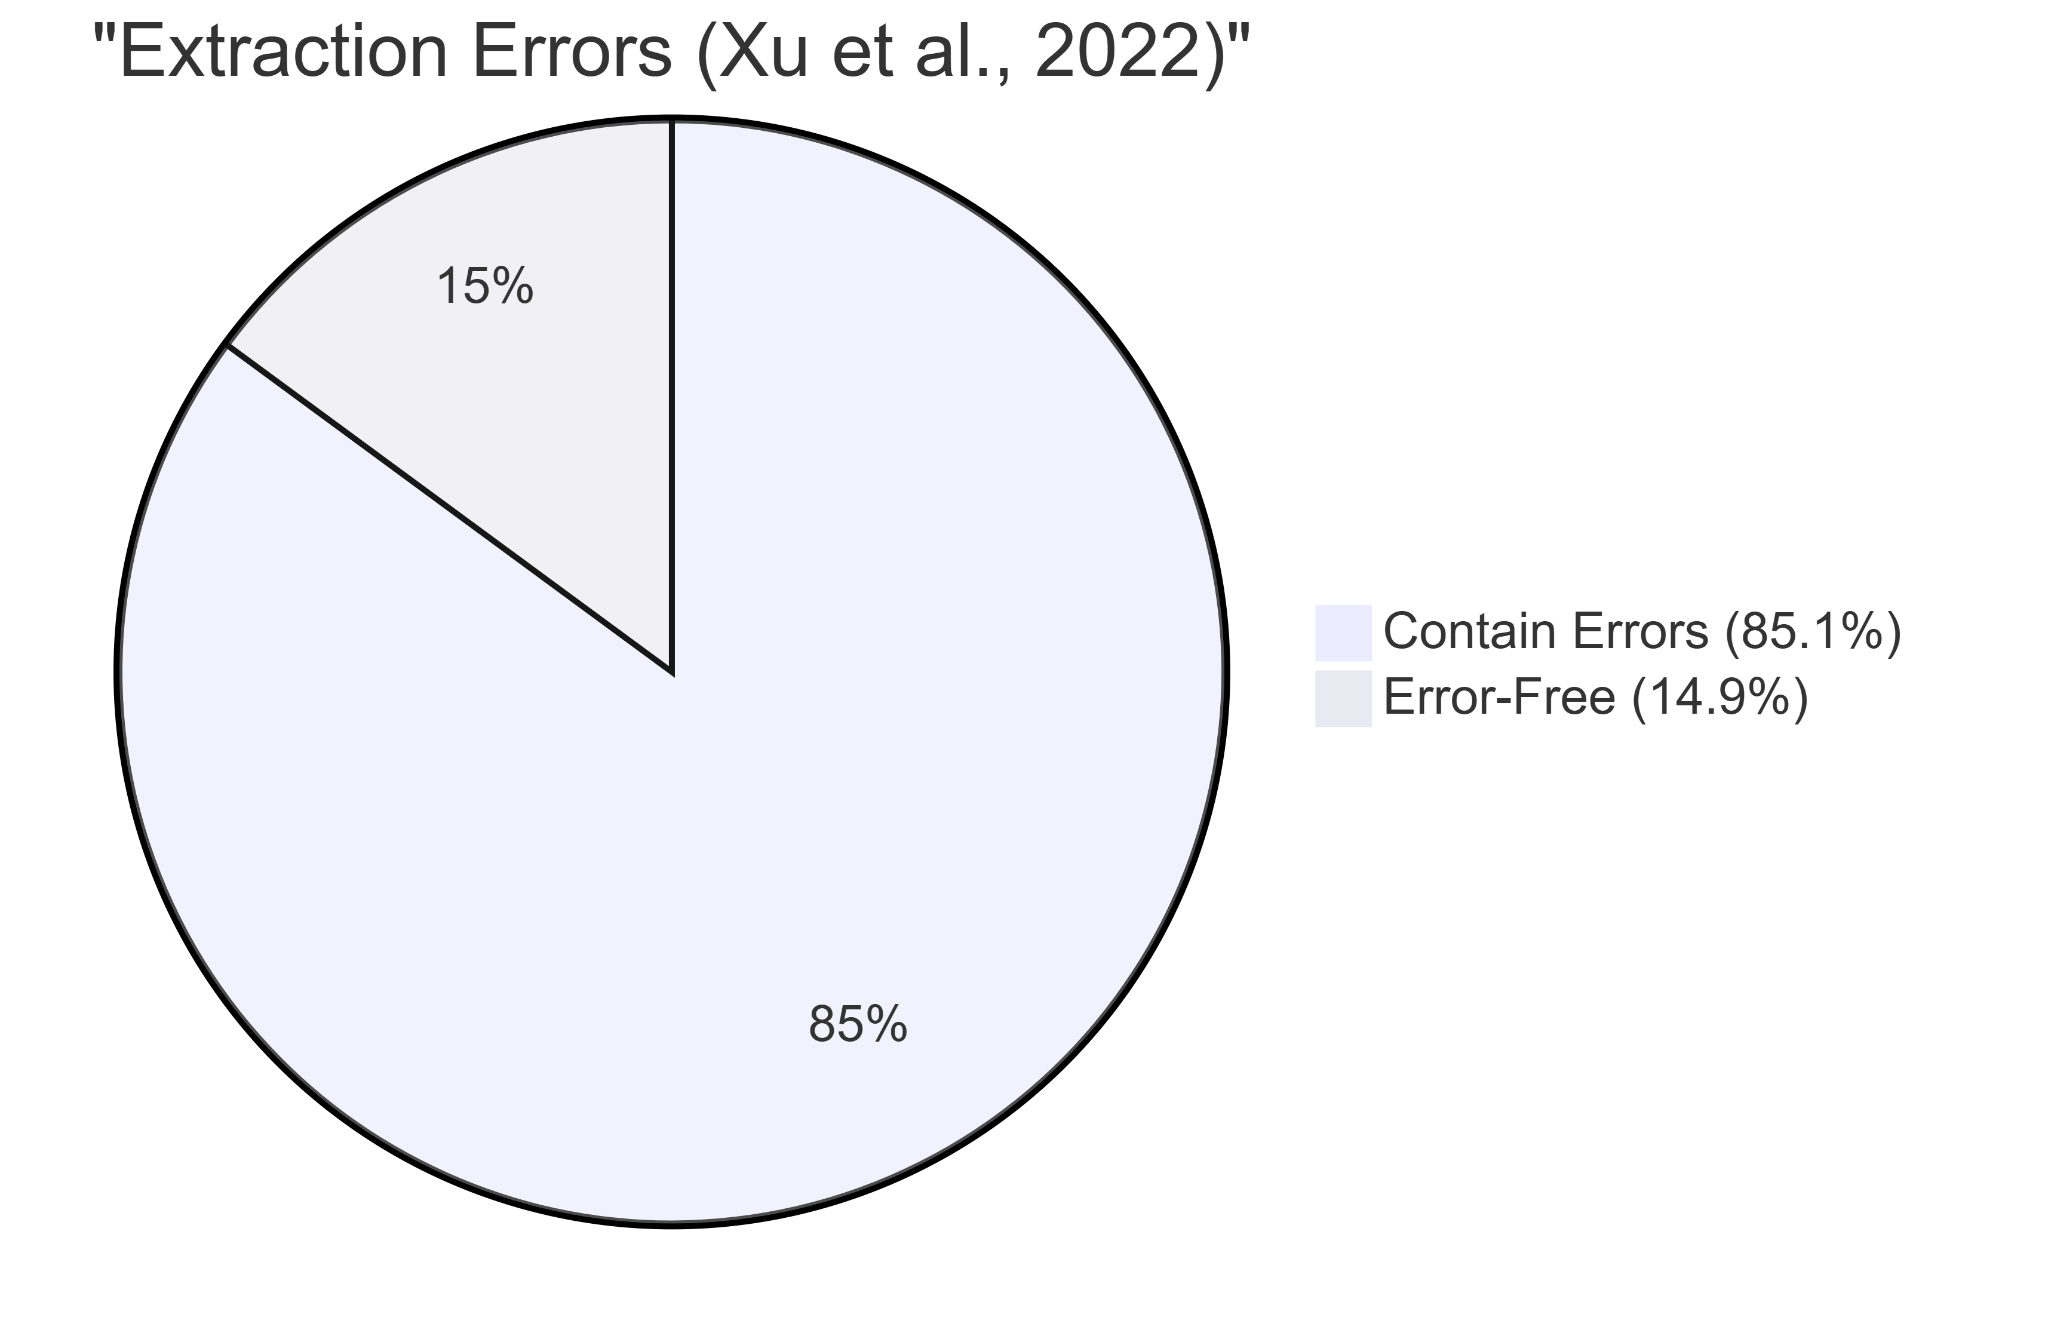 "Extraction Errors (Xu et al., 2022)"
15%
85%
Contain Errors (85.1%)
Error-Free (14.9%)